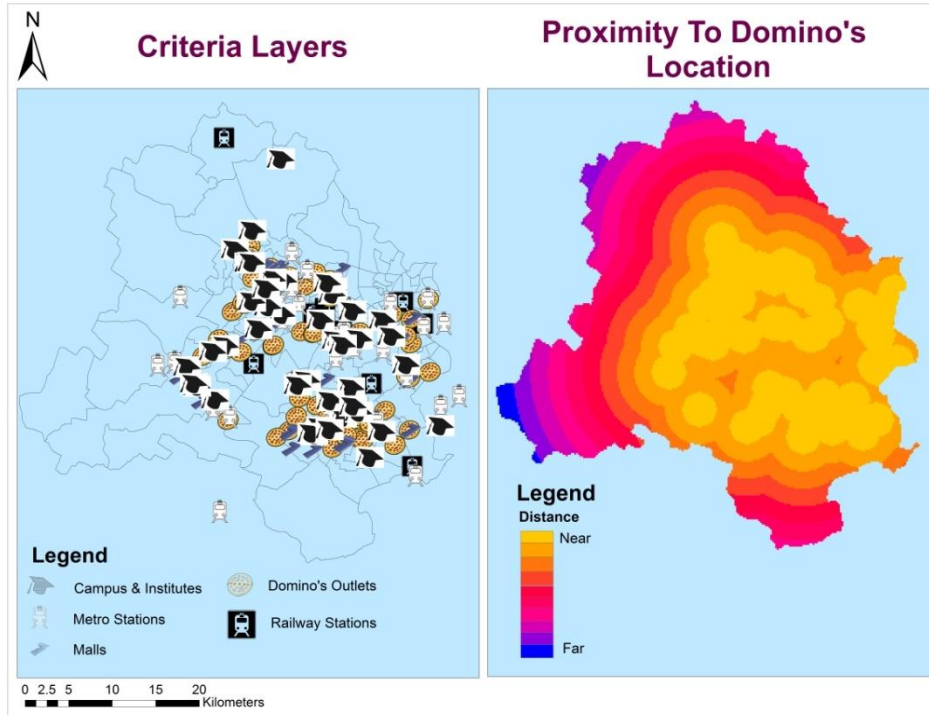 N
Criteria Layers
Proximity To Domino's
Location
Legend
Campus & Institutes
Metro Stations
Malls
Domino's Outlets
Railway Stations
0 2.5 5 10 15 20
Kilometers
Legend
Distance
Near
Far